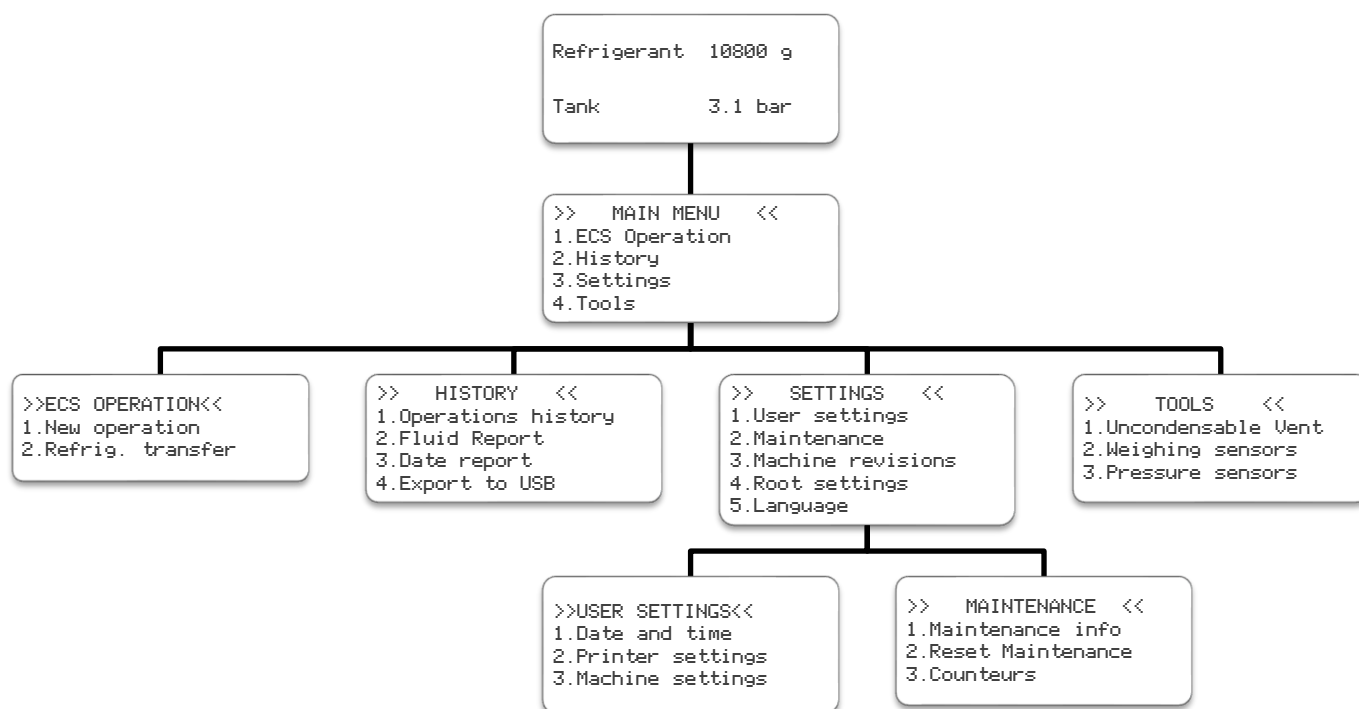 Refrigerant 10800 g
Tank 3.1 bar
>> MAIN MENU <<
1.ECS Operation
2.History
3.Settings
4.Tools
>>ECS OPERATION<<
1.New operation
2.Refrig. transfer
>> HISTORY <<
1.Operations history
2.Fluid Report
3.Date report
4.Export to USB
>> SETTINGS <<
1.User settings
2.Maintenance
3.Machine revisions
4.Root settings
5.Language
>> TOOLS <<
1.Uncondensable Vent
2.Weighing sensors
3.Pressure sensors
>>USER SETTINGS<<
1.Date and time
2.Printer settings
3.Machine settings
>> MAINTENANCE <<
1.Maintenance info
2.Reset Maintenance
3.Counteurs